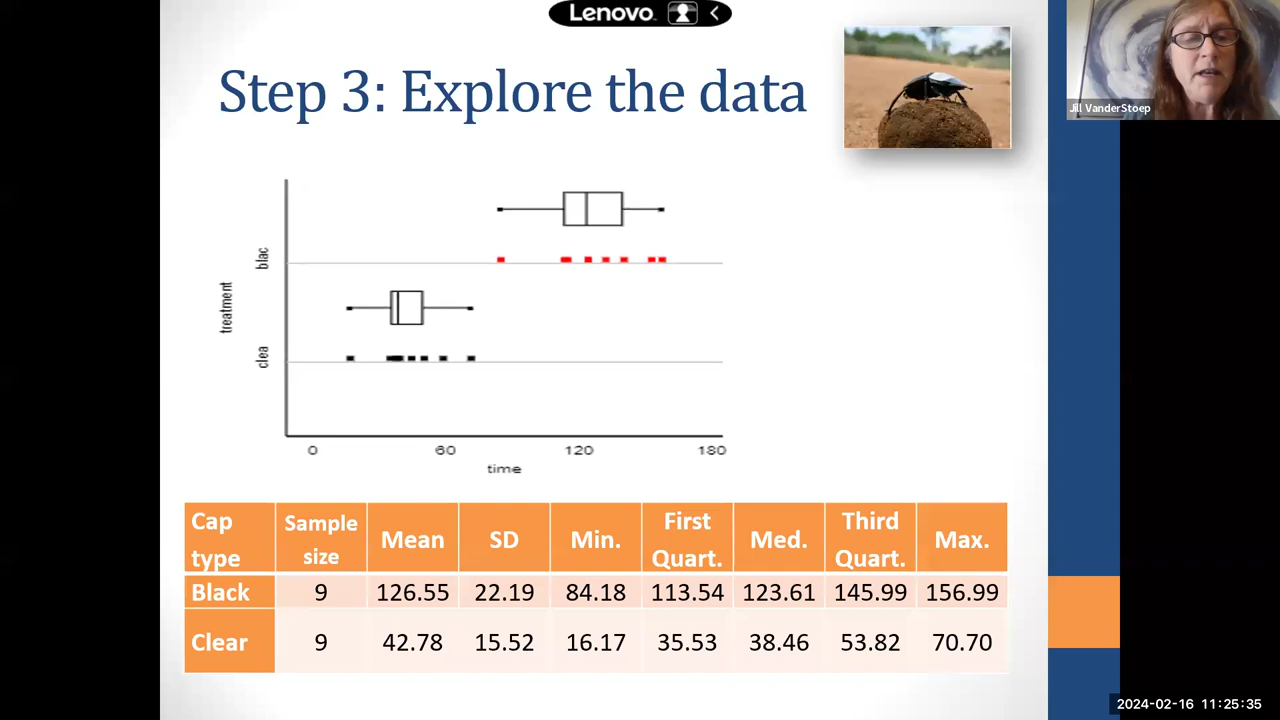 Lenovo.
Step 3: Explore the data
Jill VanderStoep
treatment
blac
clea
0 60 120 180
time
Cap type Sample size Mean SD Min. First Quart. Med. Third Quart. Max.
Black 9 126.55 22.19 84.18 113.54 123.61 145.99 156.99
Clear 9 42.78 15.52 16.17 35.53 38.46 53.82 70.70
2024-02-16 11:25:35